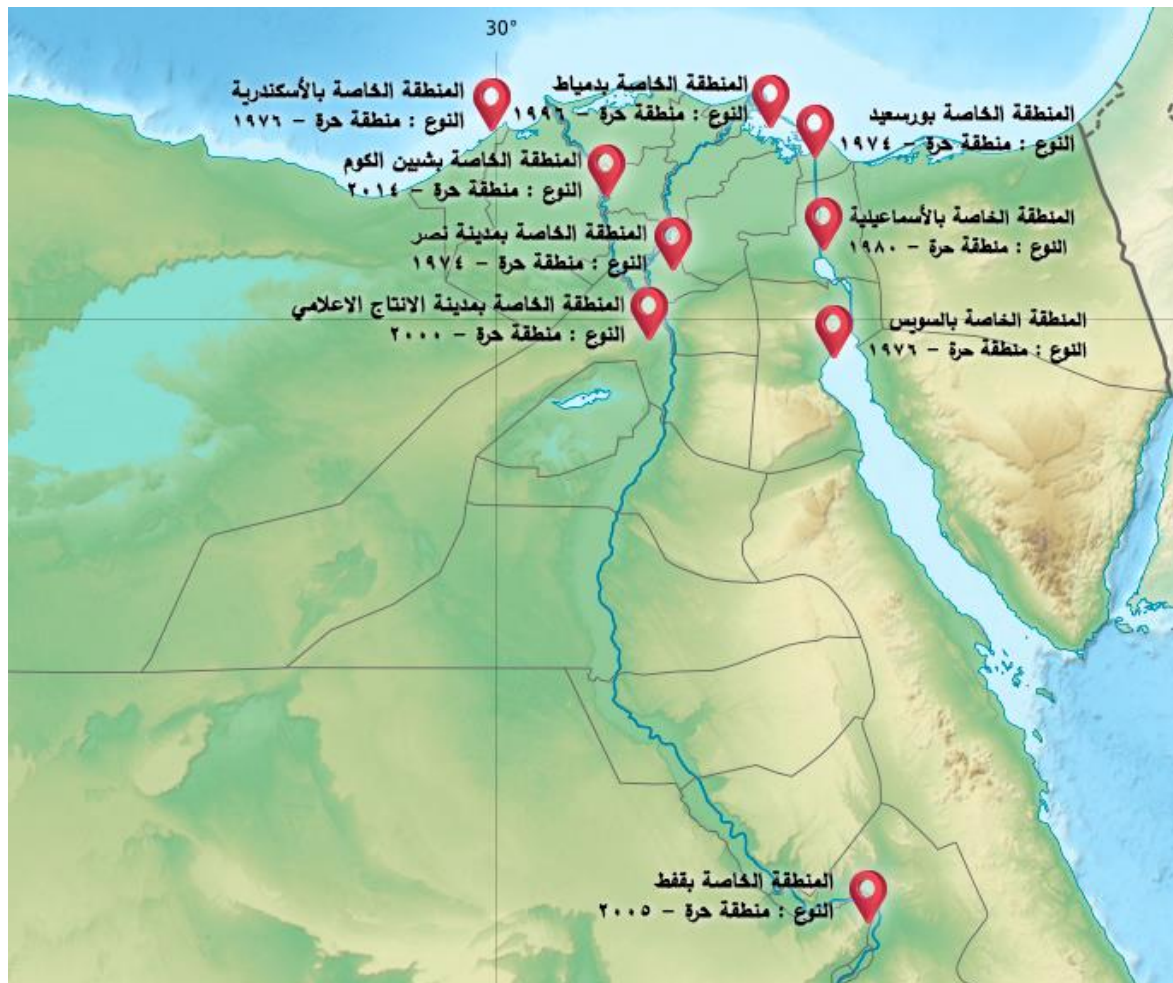 30°
المنطقة الخاصة بالأسكندرية
النوع : منطقة حرة – ١٩٧٦
المنطقة الخاصة بدمياط
النوع : منطقة حرة – ١٩٩٦
المنطقة الخاصة بورسعيد
النوع : منطقة حرة – ١٩٧٤
المنطقة الخاصة بشبين الكوم
النوع : منطقة حرة – ٢٠١٤
المنطقة الخاصة بالأسماعيلية
النوع : منطقة حرة – ١٩٨٠
المنطقة الخاصة بمدينة نصر
النوع : منطقة حرة – ١٩٧٤
المنطقة الخاصة بمدينة الانتاج الاعلامي
النوع : منطقة حرة – ٢٠٠٠
المنطقة الخاصة بالسويس
النوع : منطقة حرة – ١٩٧٦
المنطقة الخاصة بقفط
النوع : منطقة حرة – ٢٠٠٥